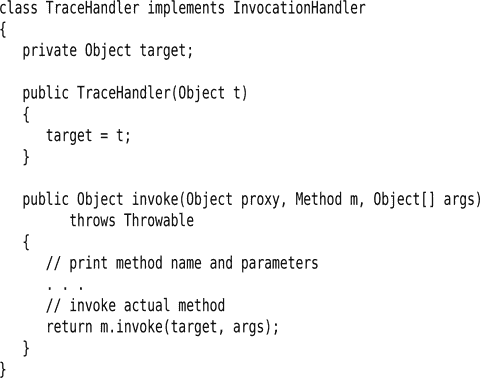 class TraceHandler implements InvocationHandler
{
   private Object target;

   public TraceHandler(Object t)
   {
      target = t;
   }

   public Object invoke(Object proxy, Method m, Object[] args)
         throws Throwable
   {
      // print method name and parameters
      . . .
      // invoke actual method
      return m.invoke(target, args);
   }
}